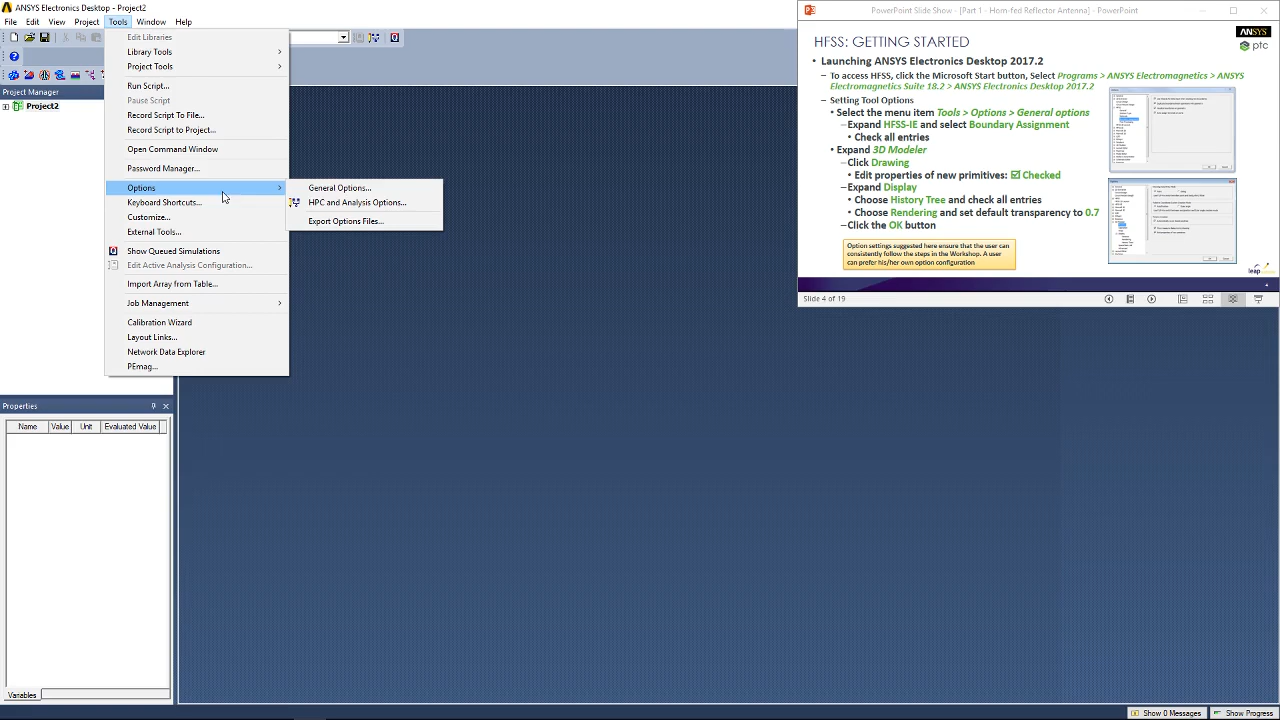 ANSYS Electronics Desktop - Project2
File Edit View Project Tools Window Help
Project Manager
Project2
Edit Libraries
Library Tools
Project Tools
Run Script...
Pause Script
Record Script To File...
Record Script to Project...
Open Command Window
Password Manager...
Options
Keyboard Shortcuts...
Customize...
External Tools...
Show Queued Simulations
Edit Active Analysis Configuration...
Import Array from Table...
Job Management
Calibration Wizard
Layout Links...
Network Data Explorer
PEmag...
General Options...
HPC and Analysis Options...
Export Options Files...
Properties
Name Value Unit Evaluated Value
Variables
PowerPoint Slide Show - [Part 1 - Horn-fed Reflector Antenna] - PowerPoint
HFSS: GETTING STARTED
ANSYS
ptc
• Launching ANSYS Electronics Desktop 2017.2
– To access HFSS, click the Microsoft Start button, Select Programs > ANSYS Electromagnetics > ANSYS
Electromagnetics Suite 18.2 > ANSYS Electronics Desktop 2017.2
– Setting Tool Options
• Select the menu item Tools > Options > General options
– Expand HFSS-IE and select Boundary Assignment
• Check all entries
• Expand 3D Modeler
– Click Drawing
• Edit properties of new primitives: ☑ Checked
– Expand Display
• Choose History Tree and check all entries
• Choose Rendering and set default transparency to 0.7
– Click the OK button
Option settings suggested here ensure that the user can
consistently follow the steps in the Workshop. A user
can prefer his/her own option configuration
leap
Slide 4 of 19
Show 0 Messages
Show Progress